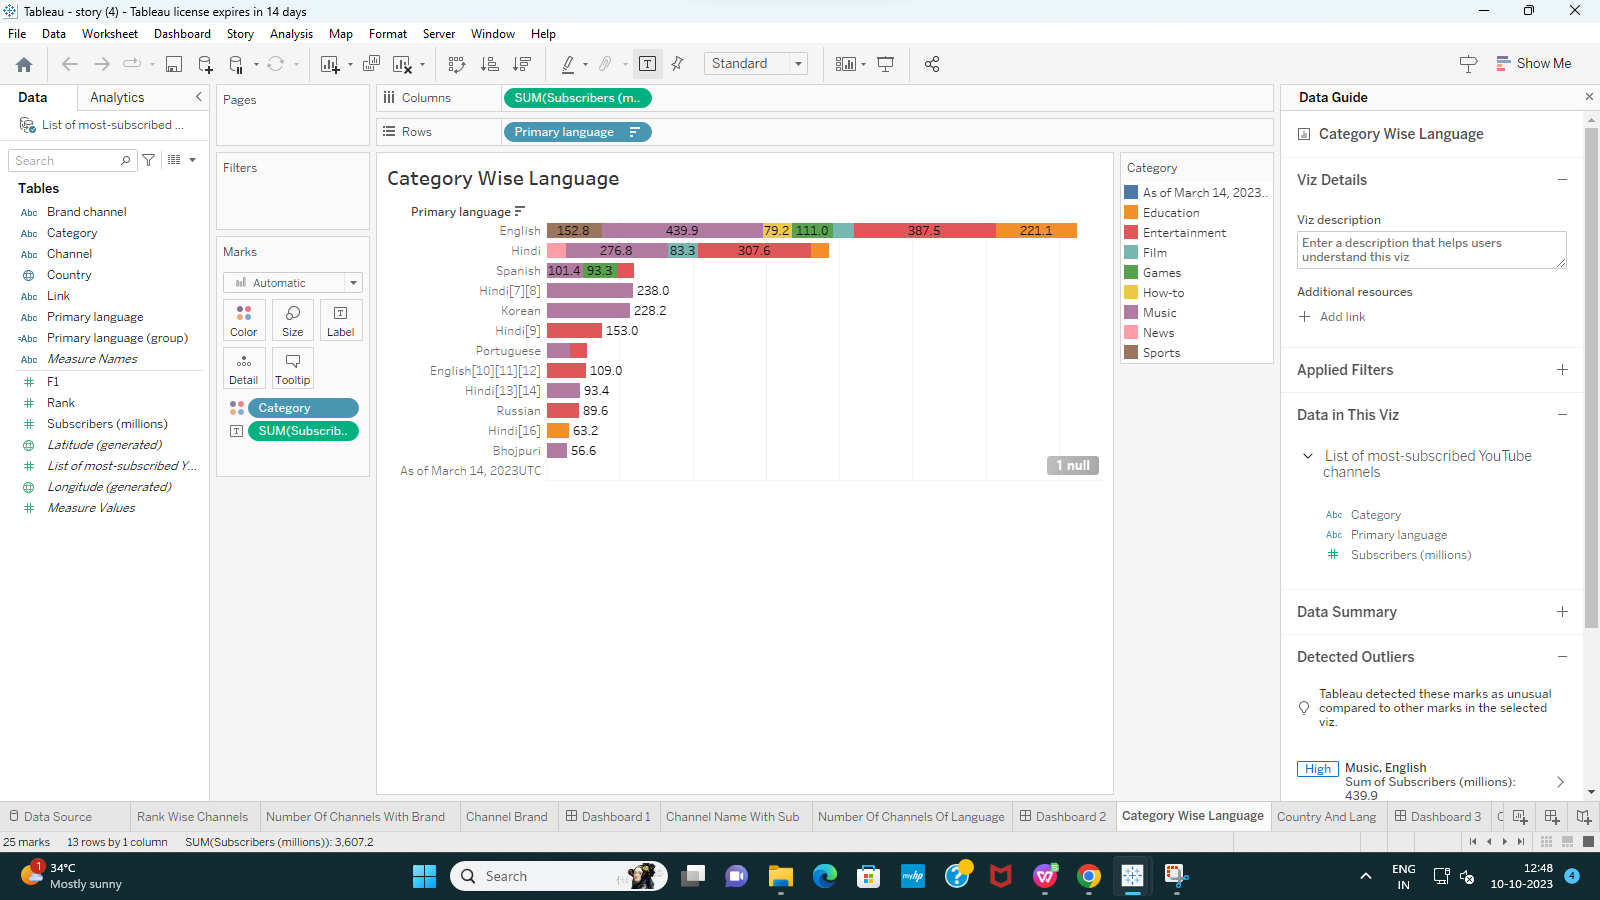 Tableau - story (4) - Tableau license expires in 14 days
File Data Worksheet Dashboard Story Analysis Map Format Server Window Help
Standard
Show Me
Data Analytics
List of most-subscribed ...
Search
Tables
Abc Brand channel
Abc Category
Abc Channel
Country
Abc Link
Abc Primary language
=Abc Primary language (group)
Abc Measure Names
# F1
# Rank
# Subscribers (millions)
Latitude (generated)
# List of most-subscribed Y...
Longitude (generated)
# Measure Values
Pages
Filters
Marks
Automatic
Color Size Label
Detail Tooltip
Category
SUM(Subscrib..
Columns SUM(Subscribers (m..
Rows Primary language
Category Wise Language
Primary language
English 152.8 439.9 79.2 111.0 387.5 221.1
Hindi 276.8 83.3 307.6
Spanish 101.4 93.3
Hindi[7][8] 238.0
Korean 228.2
Hindi[9] 153.0
Portuguese
English[10][11][12] 109.0
Hindi[13][14] 93.4
Russian 89.6
Hindi[16] 63.2
Bhojpuri 56.6
As of March 14, 2023UTC
1 null
Category
As of March 14, 2023..
Education
Entertainment
Film
Games
How-to
Music
News
Sports
Data Guide
Category Wise Language
Viz Details
Viz description
Enter a description that helps users
understand this viz
Additional resources
Add link
Applied Filters
Data in This Viz
List of most-subscribed YouTube
channels
Abc Category
Abc Primary language
# Subscribers (millions)
Data Summary
Detected Outliers
Tableau detected these marks as unusual
compared to other marks in the selected
viz.
High Music, English
Sum of Subscribers (millions):
439.9
Data Source Rank Wise Channels Number Of Channels With Brand Channel Brand Dashboard 1 Channel Name With Sub Number Of Channels Of Language Dashboard 2 Category Wise Language Country And Lang Dashboard 3
25 marks 13 rows by 1 column SUM(Subscribers (millions)): 3,607.2
1
34°C
Mostly sunny
Search
myhp
5
ENG
IN
12:48
10-10-2023
4